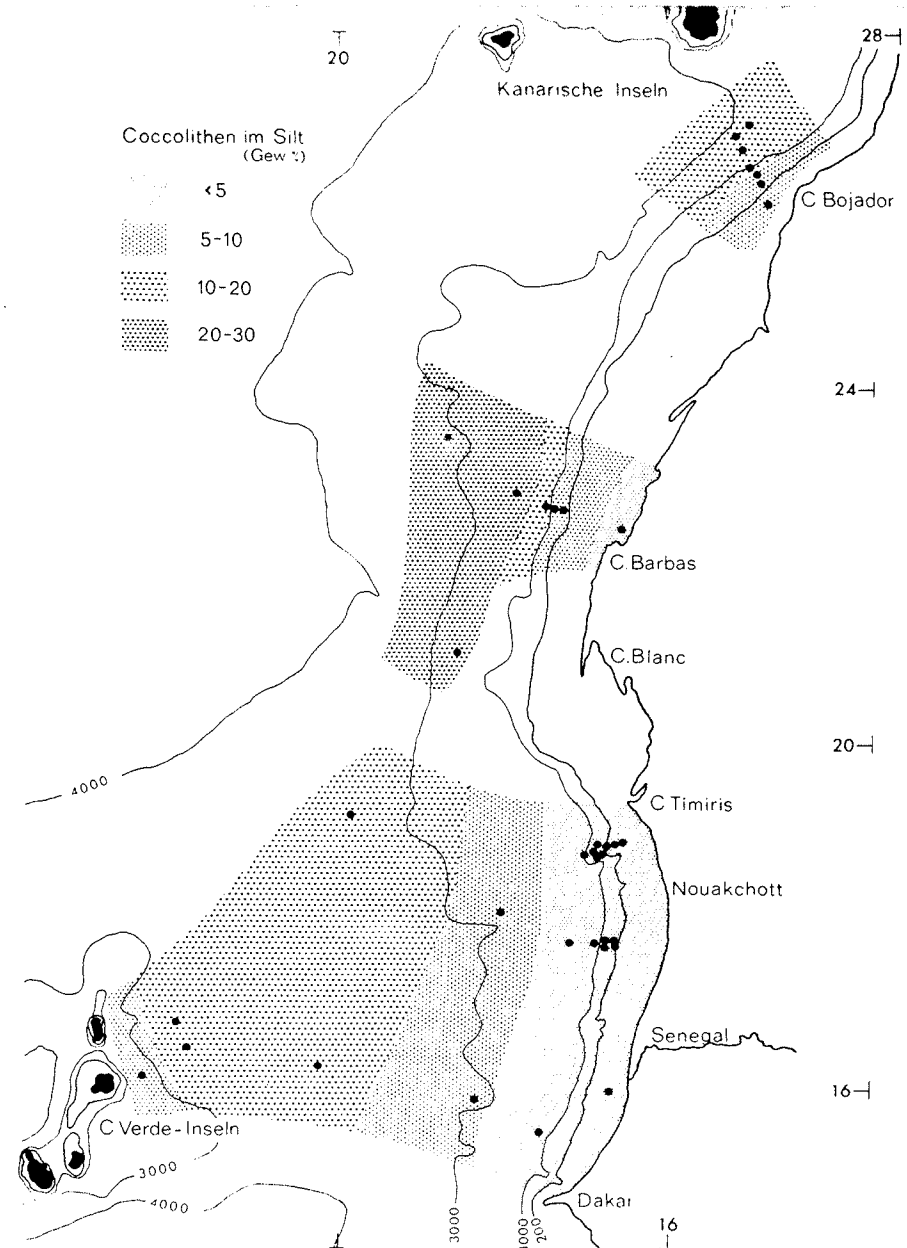 20
28
Kanarische Inseln
Coccolithen im Silt
(Gew %)
<5
5-10
10-20
20-30
C Bojador
24
C. Barbas
C. Blanc
20
4000
C Timiris
Nouakchott
Senegal
16
C Verde-Inseln
3000
4000
Dakar
3000
1000
200
16